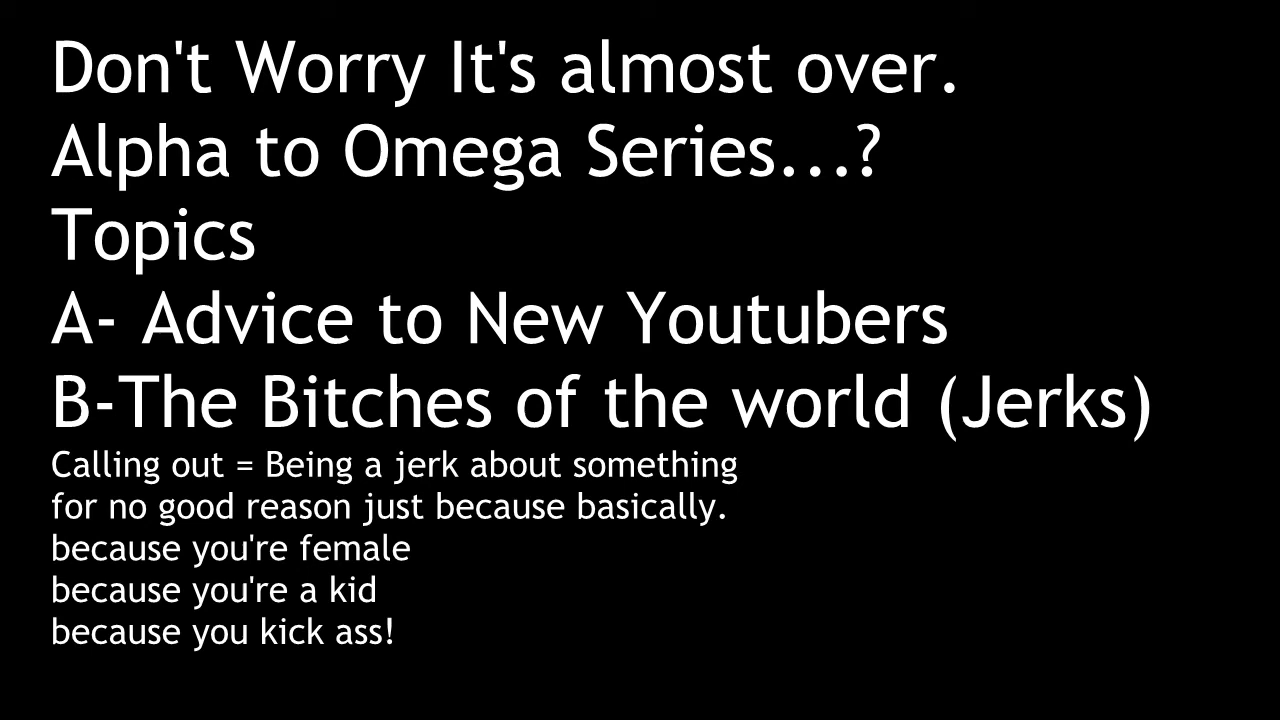 Don't Worry It's almost over.
Alpha to Omega Series...?
Topics
A- Advice to New Youtubers
B-The Bitches of the world (Jerks)
Calling out = Being a jerk about something
for no good reason just because basically.
because you're female
because you're a kid
because you kick ass!